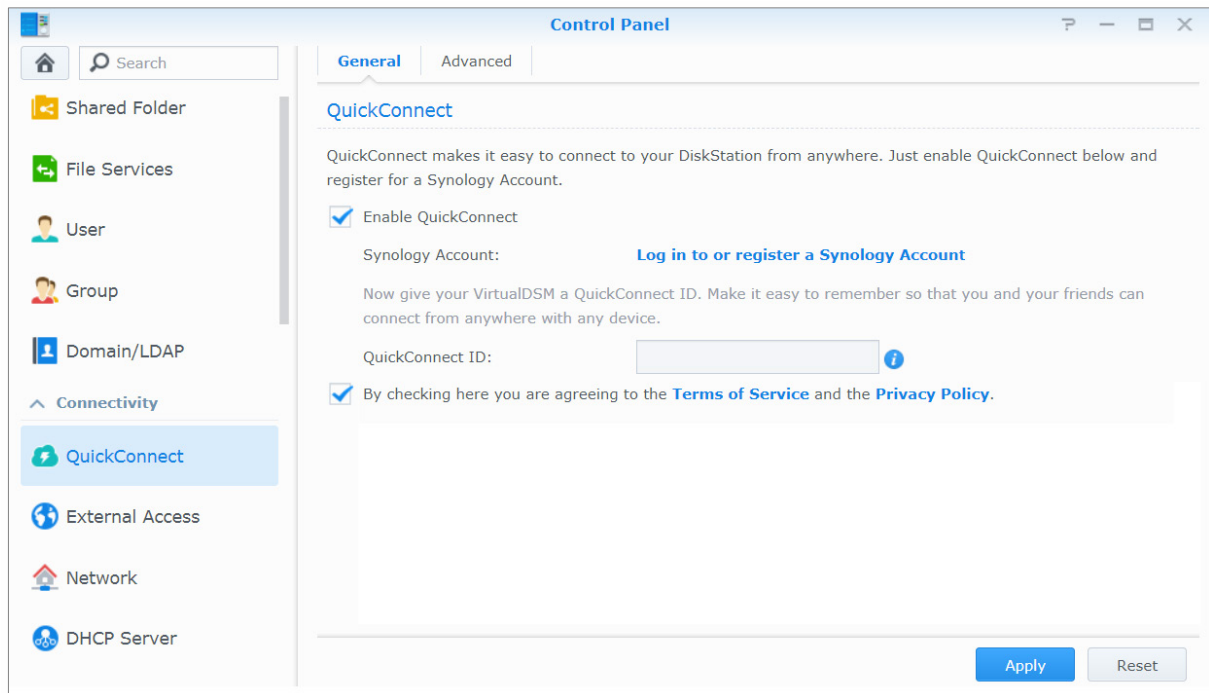 Control Panel
Search
Shared Folder
File Services
User
Group
Domain/LDAP
Connectivity
QuickConnect
External Access
Network
DHCP Server
General Advanced
QuickConnect
QuickConnect makes it easy to connect to your DiskStation from anywhere. Just enable QuickConnect below and
register for a Synology Account.
Enable QuickConnect
Synology Account: Log in to or register a Synology Account
Now give your VirtualDSM a QuickConnect ID. Make it easy to remember so that you and your friends can
connect from anywhere with any device.
QuickConnect ID:
By checking here you are agreeing to the Terms of Service and the Privacy Policy.
Apply Reset